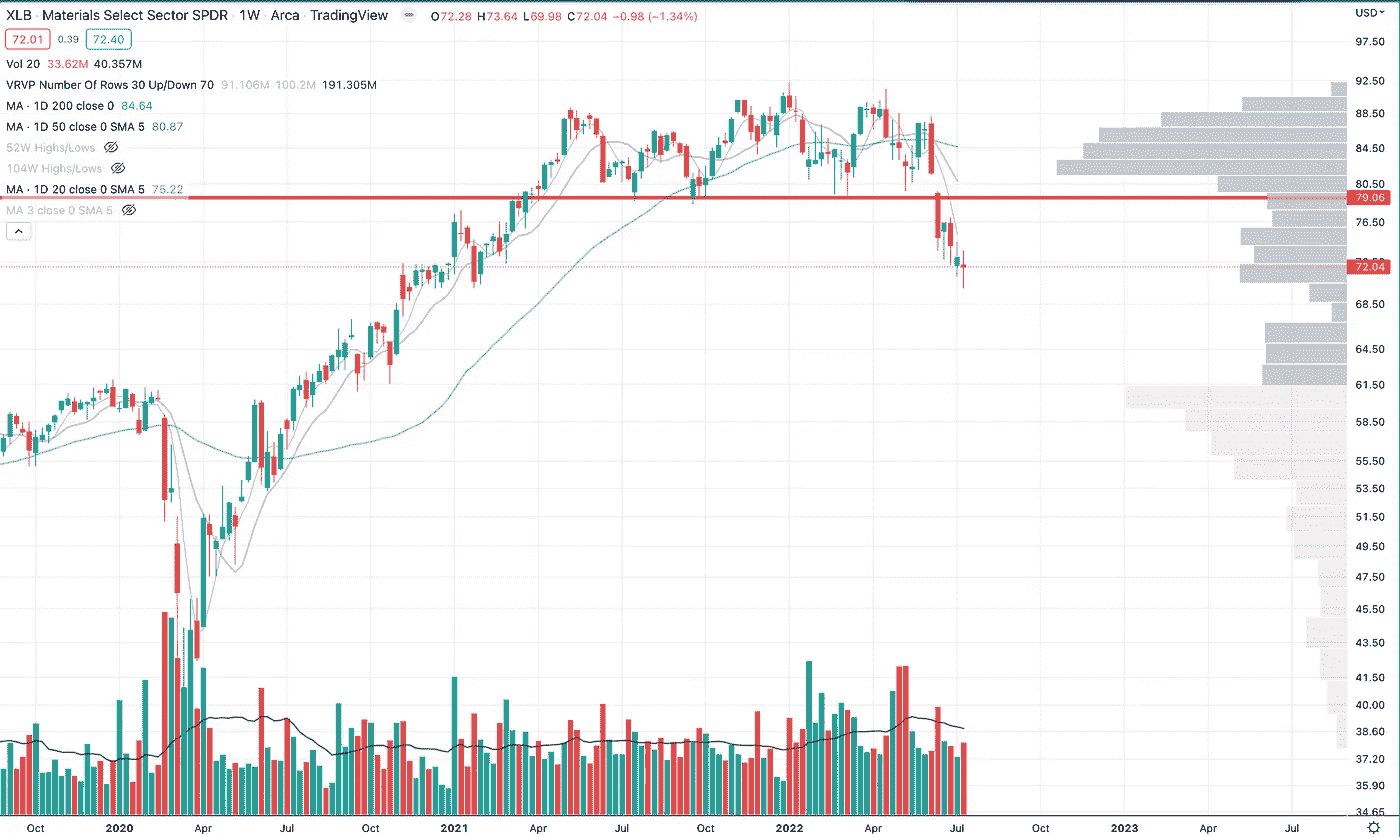 XLB · Materials Select Sector SPDR · 1W · Arca · TradingView O72.28 H73.64 L69.98 C72.04 −0.98 (−1.34%)
USD
72.01 0.39 72.40
Vol 20 33.62M 40.357M
VRVP Number Of Rows 30 Up/Down 70 91.106M 100.2M 191.305M
MA · 1D 200 close 0 84.64
MA · 1D 50 close 0 SMA 5 80.87
52W Highs/Lows
104W Highs/Lows
MA · 1D 20 close 0 SMA 5 75.22
MA 3 close 0 SMA 5
97.50
92.50
88.50
84.50
80.50
79.06
76.50
72.04
68.50
64.50
61.50
58.50
55.50
53.50
51.50
49.50
47.50
45.50
43.50
41.50
40.00
38.60
37.20
35.90
34.65
Oct 2020 Apr Jul Oct 2021 Apr Jul Oct 2022 Apr Jul Oct 2023 Apr Jul